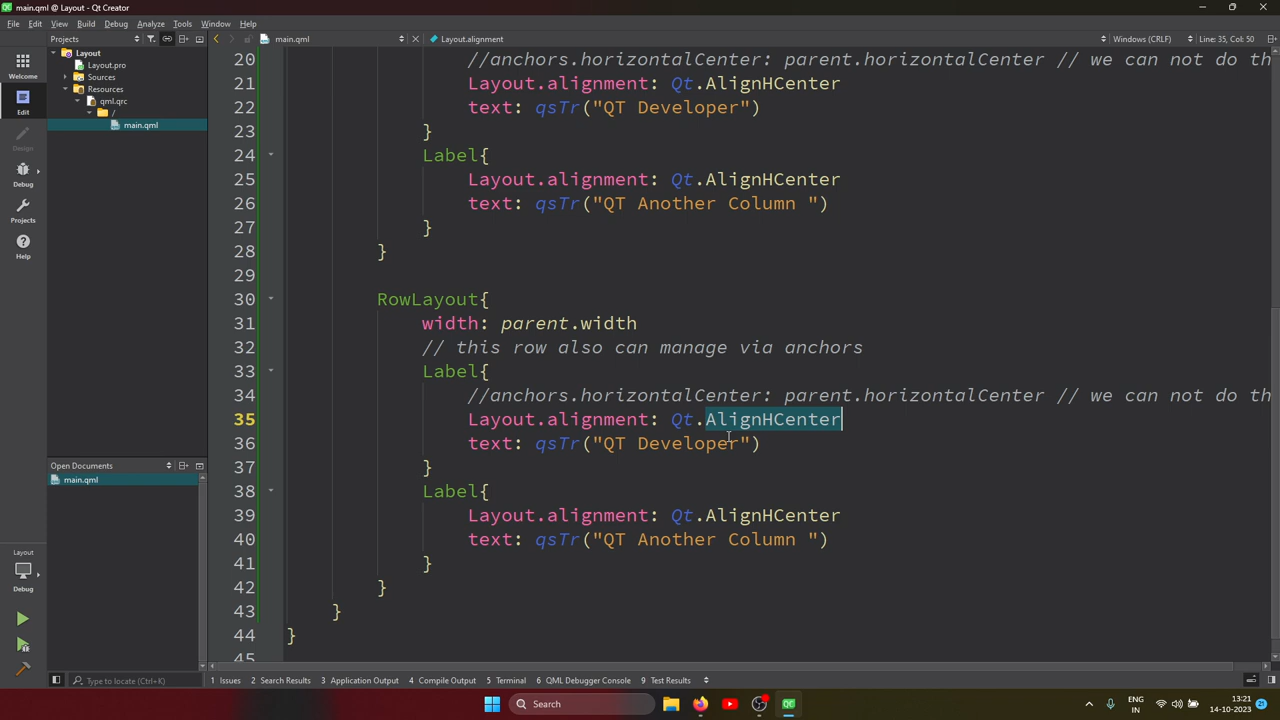 main.qml @ Layout - Qt Creator
File Edit View Build Debug Analyze Tools Window Help
Projects
main.qml
Layout.alignment
Windows (CRLF)
Line: 35, Col: 50
Welcome
Edit
Design
Debug
Projects
Help
Layout
Layout.pro
Sources
Resources
qml.qrc
/
main.qml
Open Documents
main.qml
Layout
Debug
20 //anchors.horizontalCenter: parent.horizontalCenter // we can not do th
21 Layout.alignment: Qt.AlignHCenter
22 text: qsTr("QT Developer")
23 }
24 Label{
25 Layout.alignment: Qt.AlignHCenter
26 text: qsTr("QT Another Column ")
27 }
28 }
29
30 RowLayout{
31 width: parent.width
32 // this row also can manage via anchors
33 Label{
34 //anchors.horizontalCenter: parent.horizontalCenter // we can not do th
35 Layout.alignment: Qt.AlignHCenter
36 text: qsTr("QT Developer")
37 }
38 Label{
39 Layout.alignment: Qt.AlignHCenter
40 text: qsTr("QT Another Column ")
41 }
42 }
43 }
44 }
45
Type to locate (Ctrl+K)
1 Issues 2 Search Results 3 Application Output 4 Compile Output 5 Terminal 6 QML Debugger Console 9 Test Results
Search
ENG
IN
13:21
14-10-2023
21